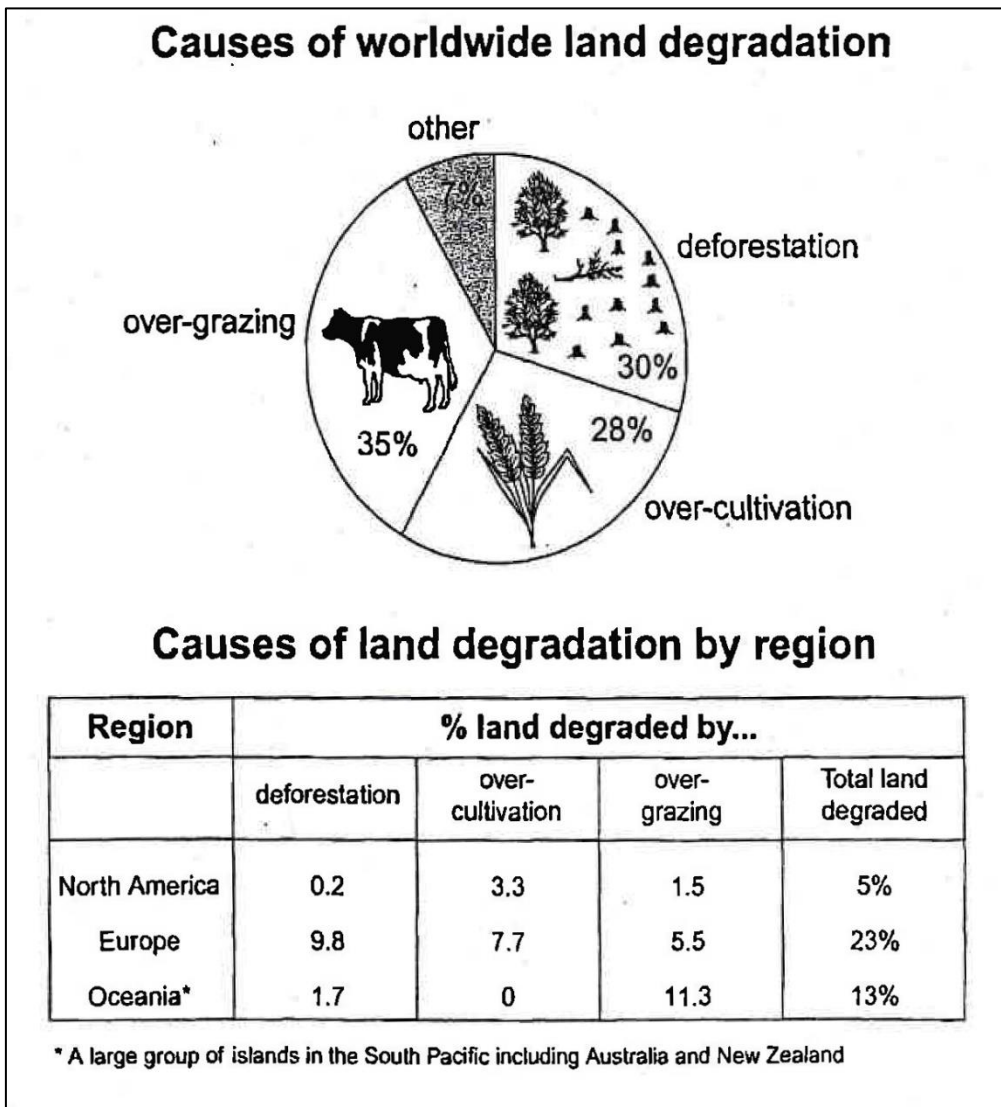 Causes of worldwide land degradation
other
7%
deforestation
30%
over-grazing
35%
28%
over-cultivation
Causes of land degradation by region
Region % land degraded by...
deforestation over-cultivation over-grazing Total land degraded
North America 0.2 3.3 1.5 5%
Europe 9.8 7.7 5.5 23%
Oceania* 1.7 0 11.3 13%
* A large group of islands in the South Pacific including Australia and New Zealand